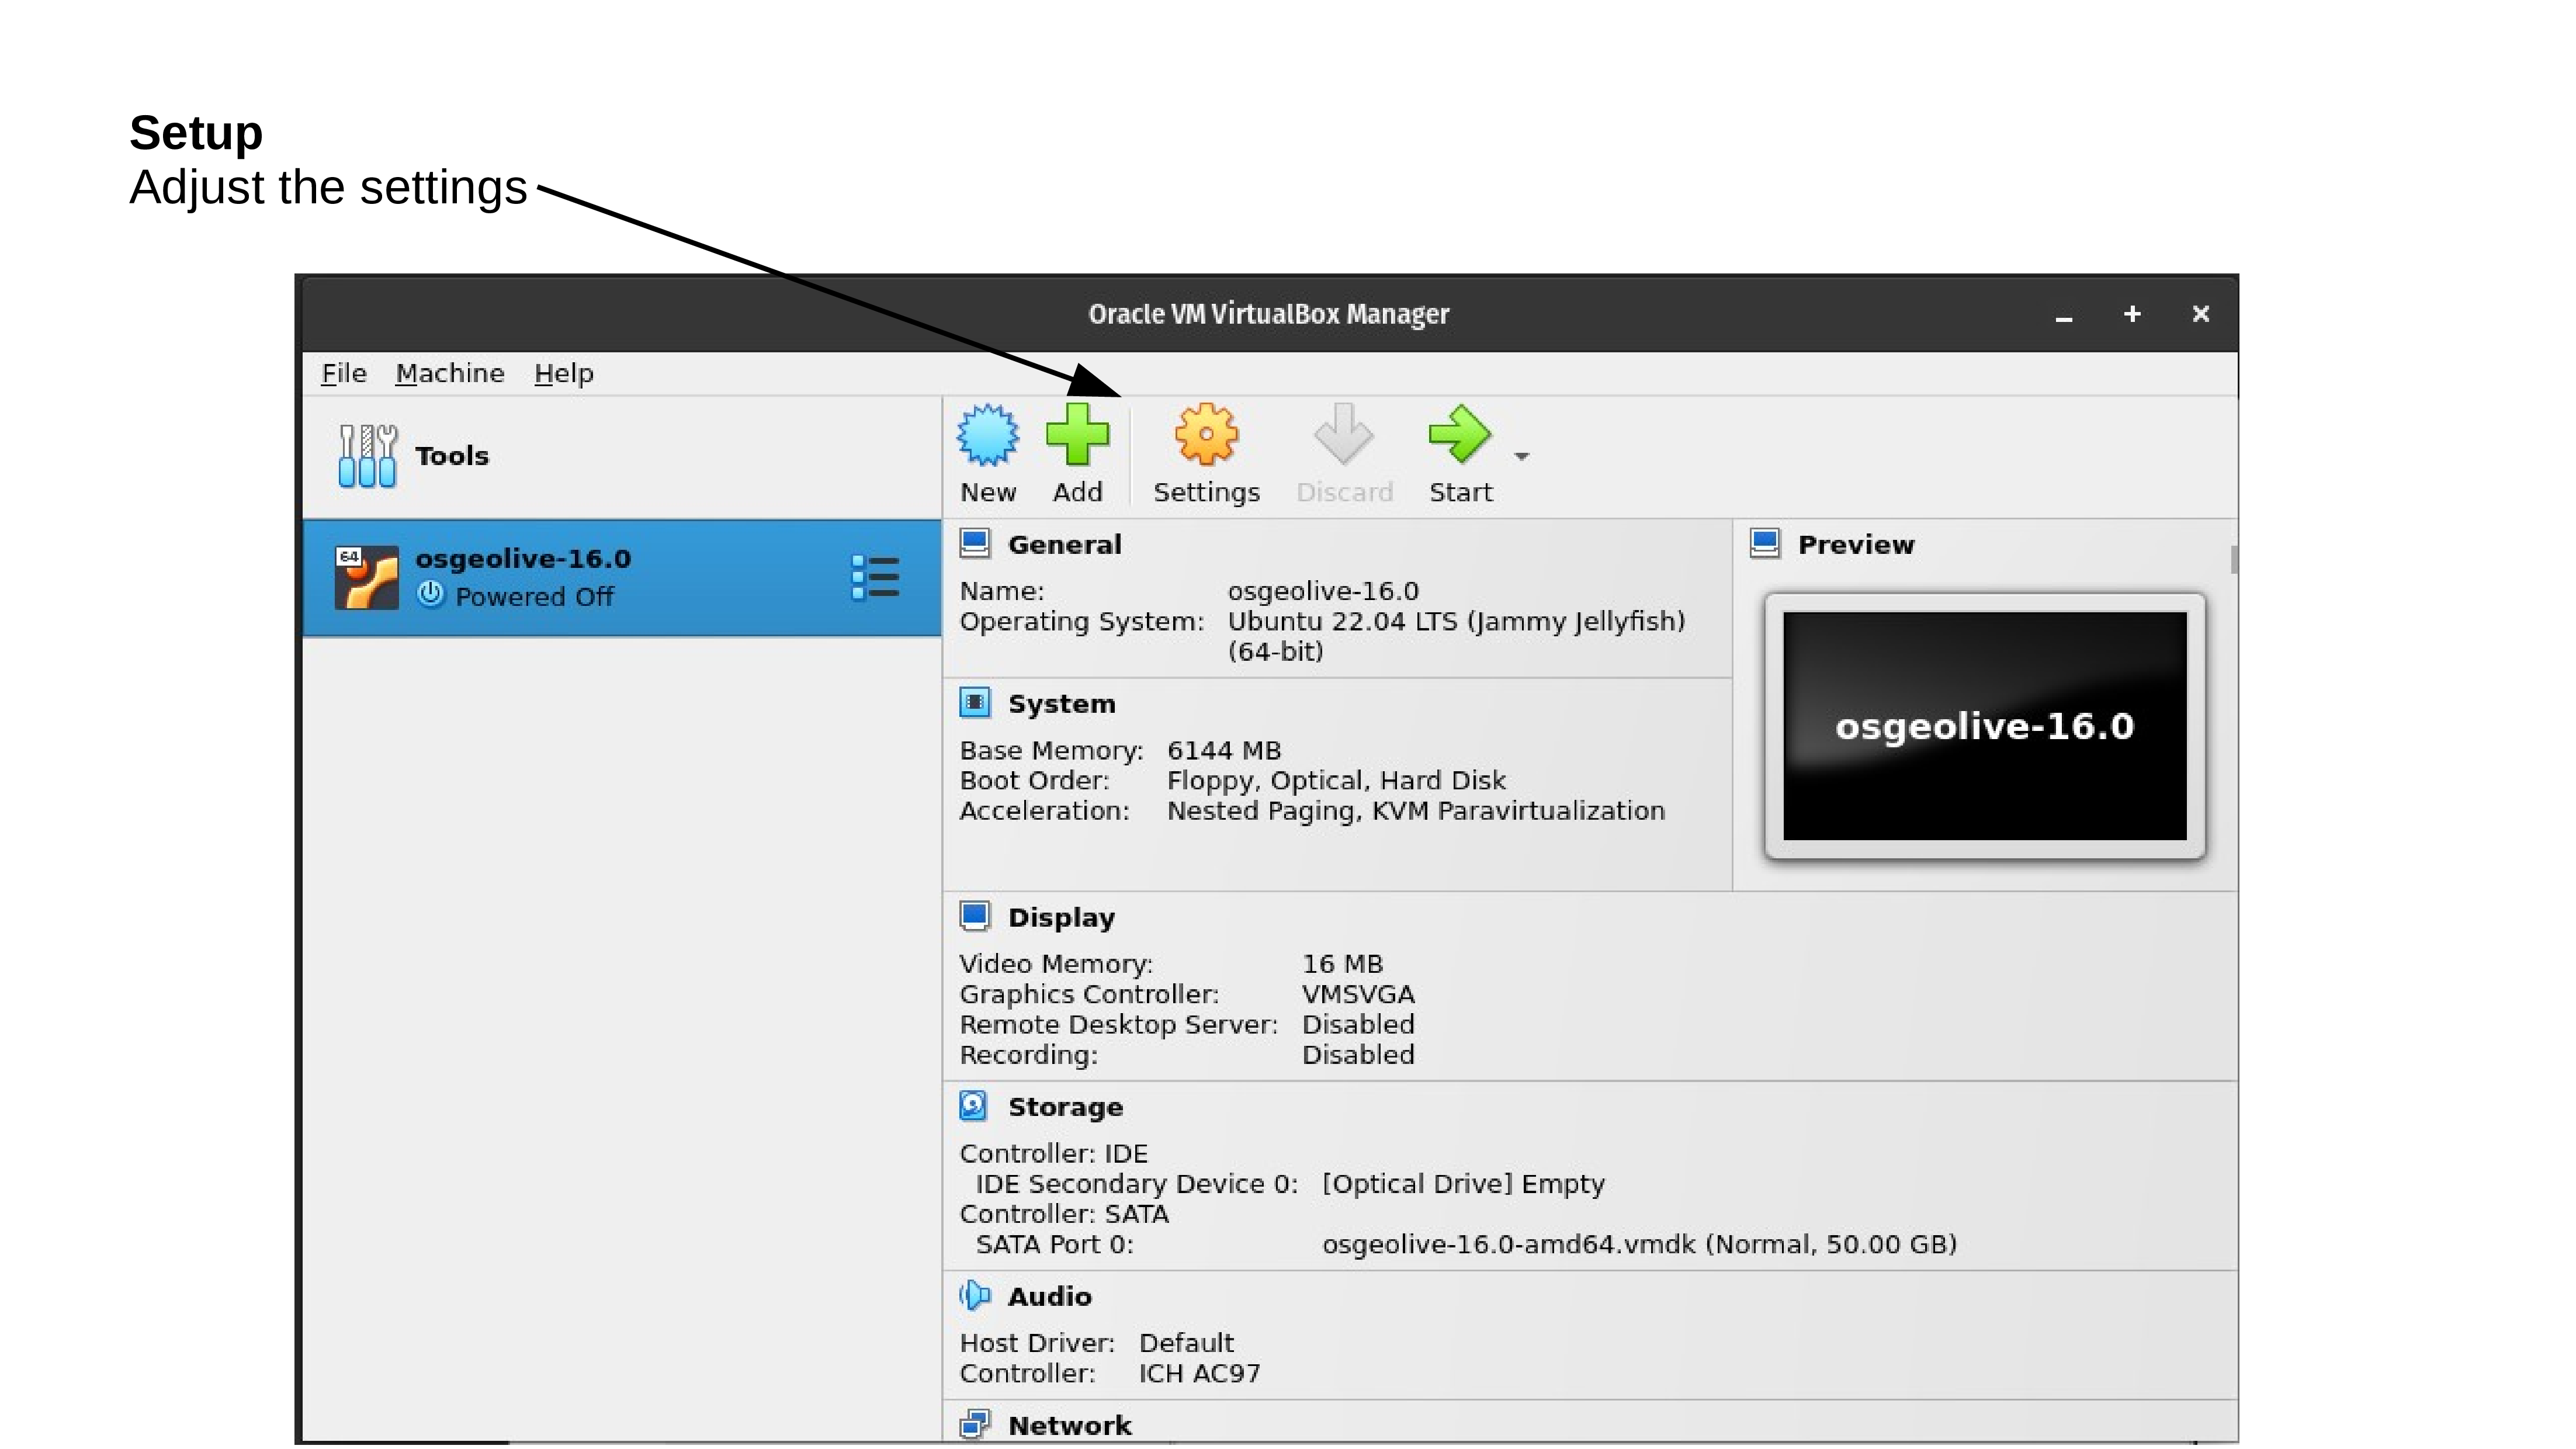 Setup
Adjust the settings
Oracle VM VirtualBox Manager
File Machine Help
Tools
New Add Settings Discard Start
64
osgeolive-16.0
Powered Off
General
Name: osgeolive-16.0
Operating System: Ubuntu 22.04 LTS (Jammy Jellyfish)
(64-bit)
Preview
osgeolive-16.0
System
Base Memory: 6144 MB
Boot Order: Floppy, Optical, Hard Disk
Acceleration: Nested Paging, KVM Paravirtualization
Display
Video Memory: 16 MB
Graphics Controller: VMSVGA
Remote Desktop Server: Disabled
Recording: Disabled
Storage
Controller: IDE
IDE Secondary Device 0: [Optical Drive] Empty
Controller: SATA
SATA Port 0: osgeolive-16.0-amd64.vmdk (Normal, 50.00 GB)
Audio
Host Driver: Default
Controller: ICH AC97
Network